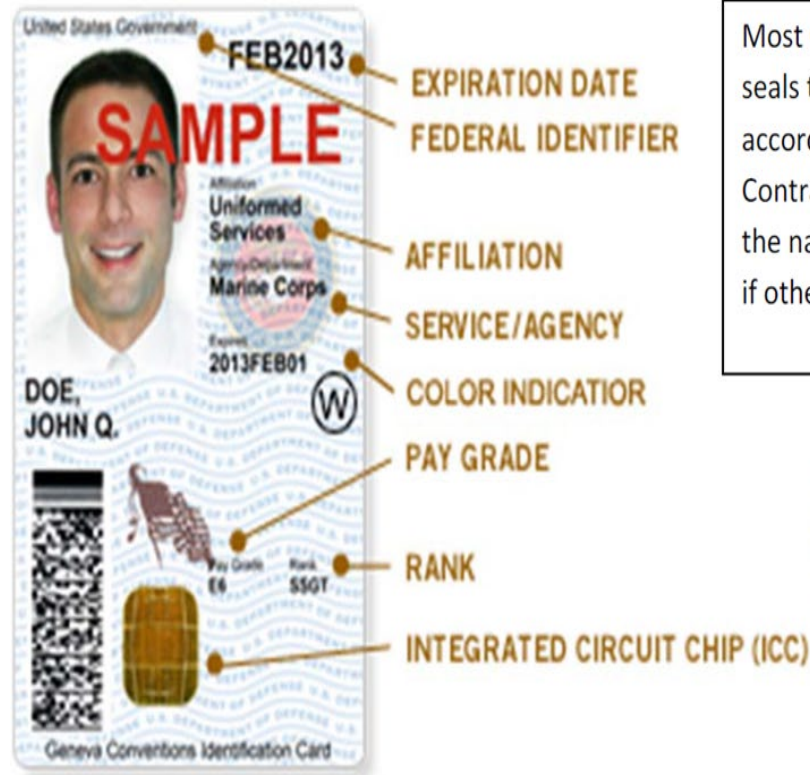 United States Government
FEB2013
SAMPLE
Affiliation
Uniformed
Services
Agency/Department
Marine Corps
Expires
2013FEB01
DOE,
JOHN Q.
W
Pay Grade
E6
Rank
SSGT
Geneva Conventions Identification Card
EXPIRATION DATE
FEDERAL IDENTIFIER
AFFILIATION
SERVICE/AGENCY
COLOR INDICATIOR
PAY GRADE
RANK
INTEGRATED CIRCUIT CHIP (ICC)
Most
seals
accor
Contra
the na
if othe